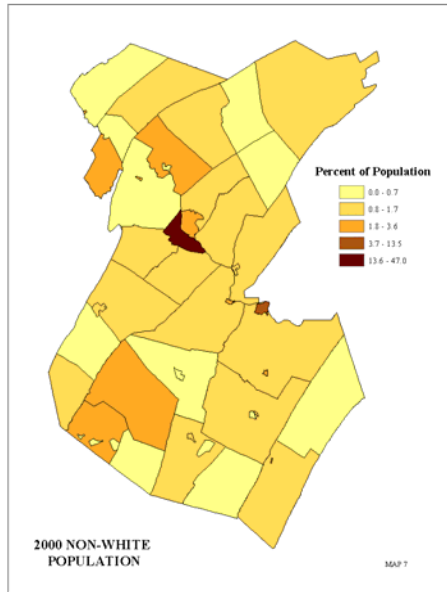 Percent of Population
0.0 - 0.7
0.8 - 1.7
1.8 - 3.6
3.7 - 13.5
13.6 - 47.0
2000 NON-WHITE
POPULATION
MAP 7